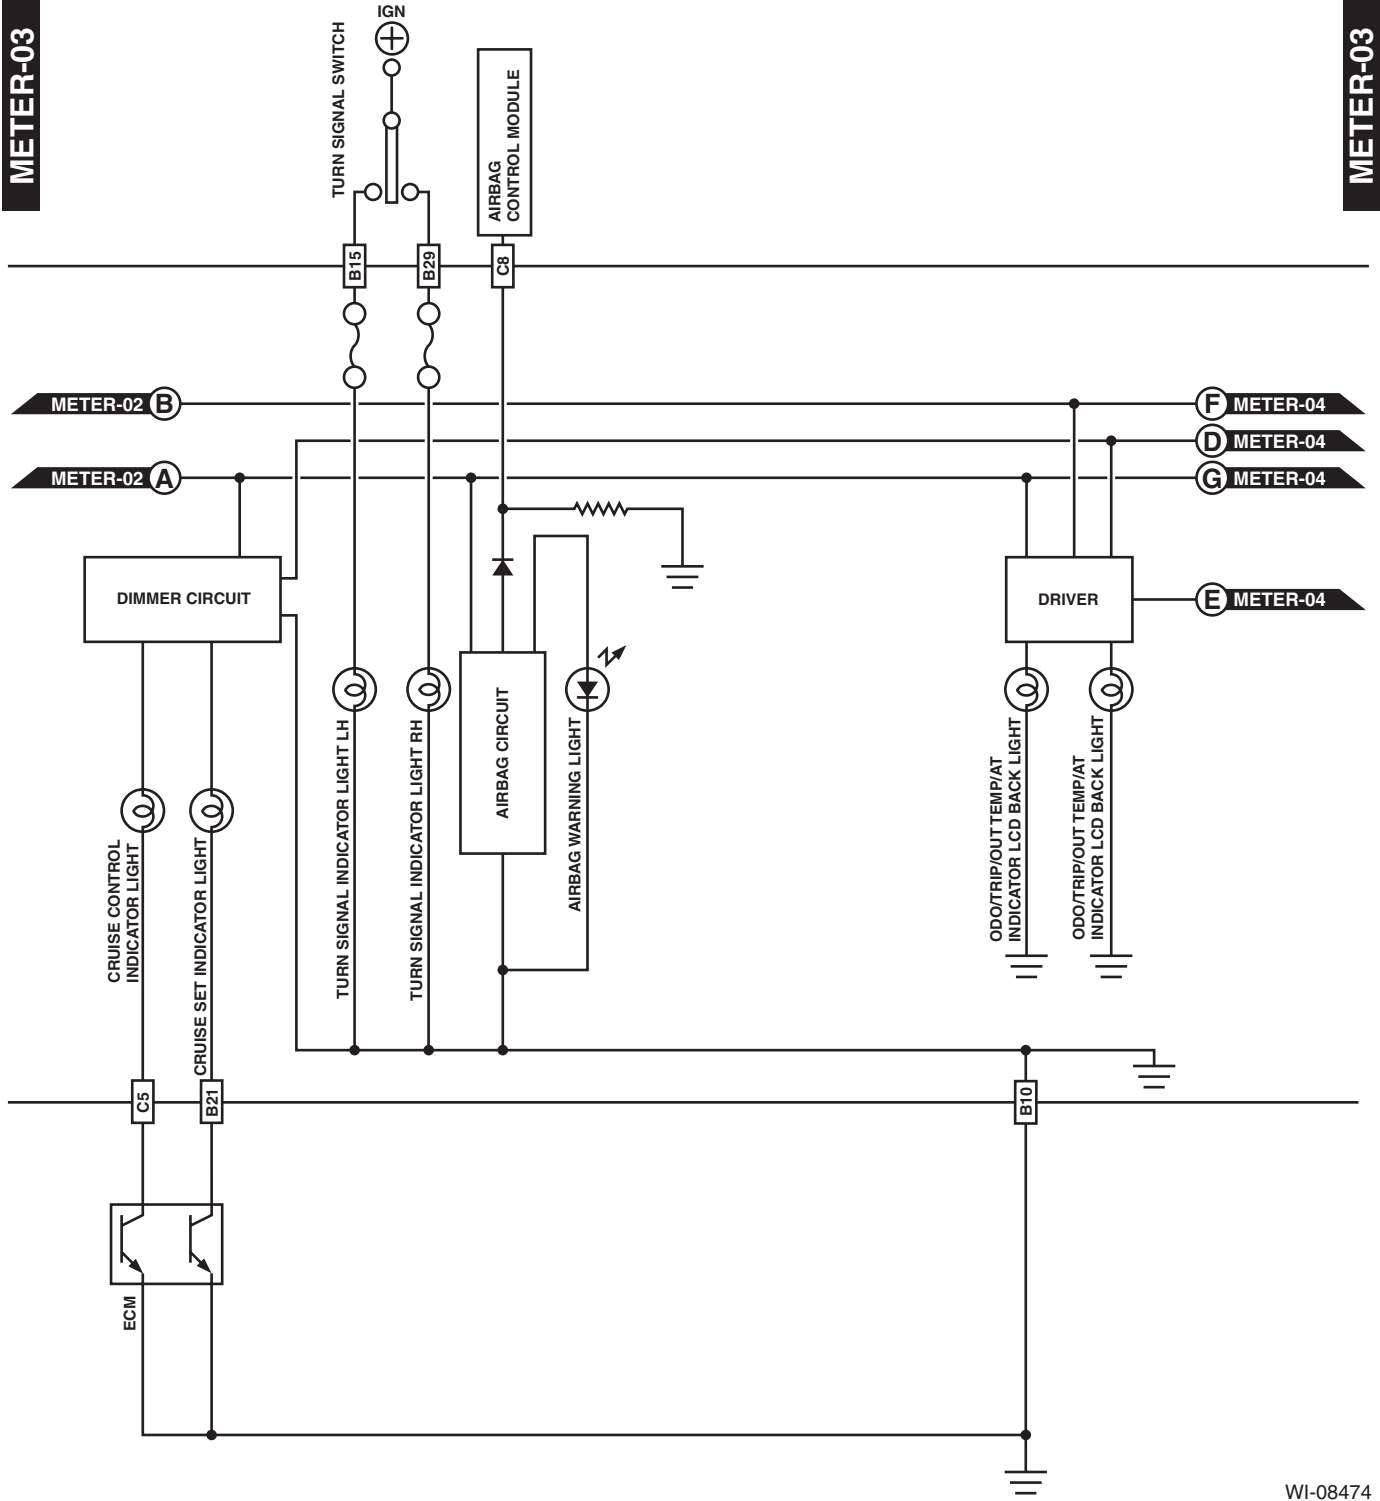 METER-03
METER-03
IGN
TURN SIGNAL SWITCH
AIRBAG
CONTROL MODULE
B15
B29
C8
METER-02 B
F METER-04
D METER-04
METER-02 A
G METER-04
DIMMER CIRCUIT
DRIVER
E METER-04
CRUISE CONTROL
INDICATOR LIGHT
CRUISE SET INDICATOR LIGHT
TURN SIGNAL INDICATOR LIGHT LH
TURN SIGNAL INDICATOR LIGHT RH
AIRBAG CIRCUIT
AIRBAG WARNING LIGHT
ODO/TRIP/OUTTEMP/AT
INDICATOR LCD BACK LIGHT
ODO/TRIP/OUT TEMP/AT
INDICATOR LCD BACK LIGHT
C5
B21
B10
ECM
WI-08474